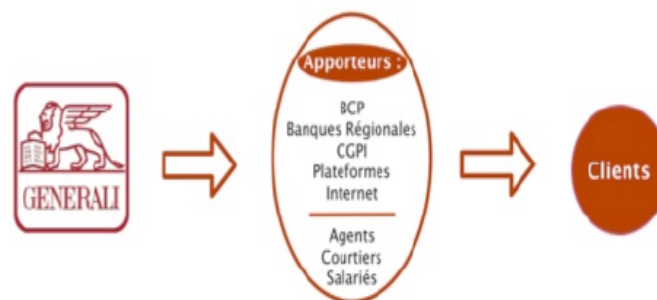 GENERALI
Apporteurs :
BCP
Banques Régionales
CGPI
Plateformes
Internet
Agents
Courtiers
Salariés
Clients